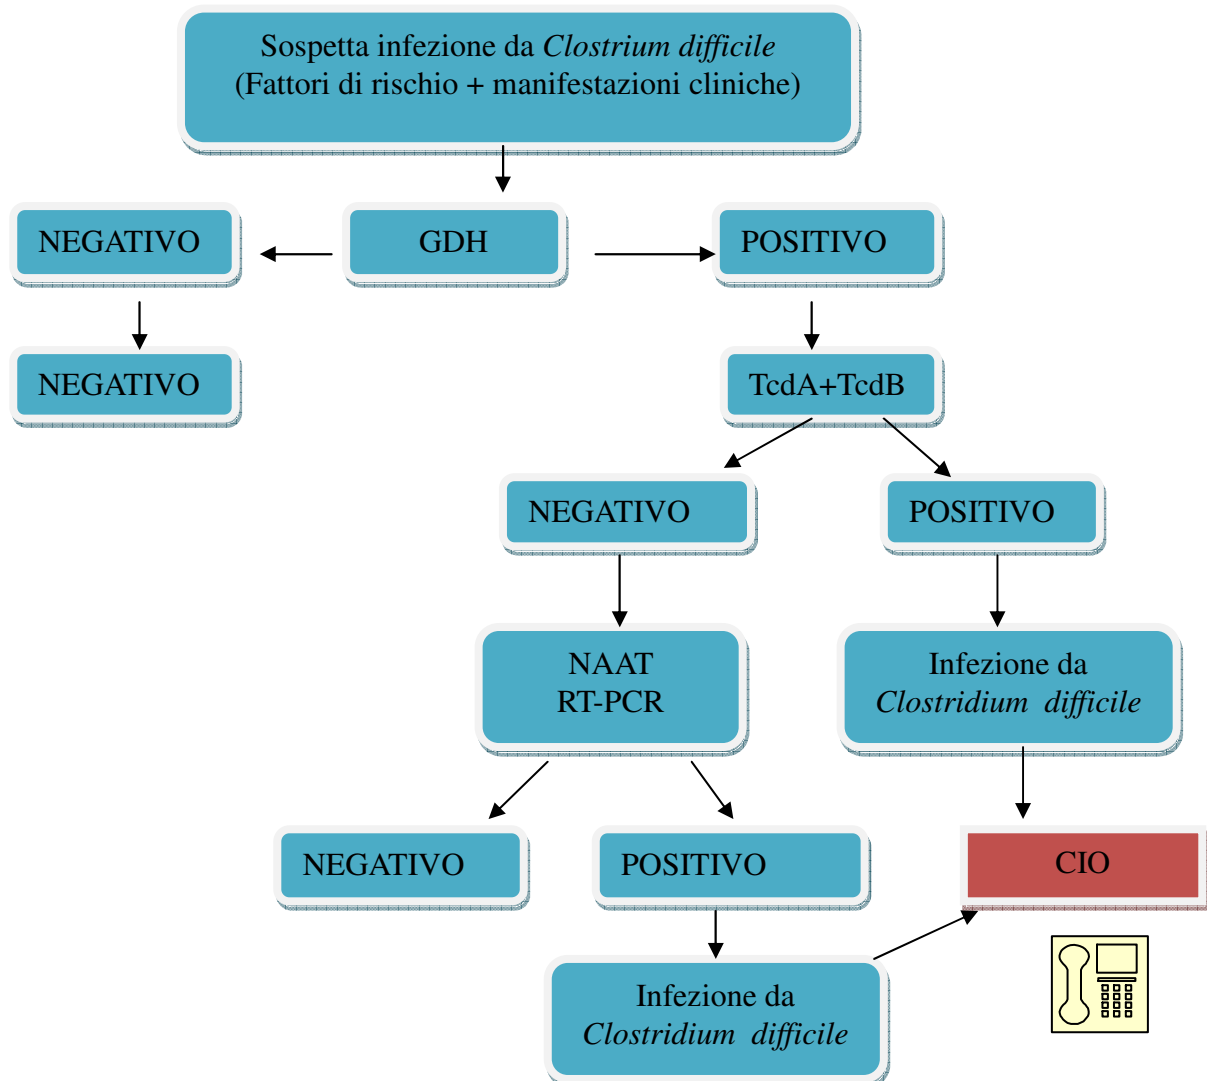 Sospetta infezione da Clostrium difficile
(Fattori di rischio + manifestazioni cliniche)
NEGATIVO
GDH
POSITIVO
NEGATIVO
TcdA+TcdB
NEGATIVO
POSITIVO
NAAT
RT-PCR
Infezione da
Clostridium difficile
NEGATIVO
POSITIVO
CIO
Infezione da
Clostridium difficile